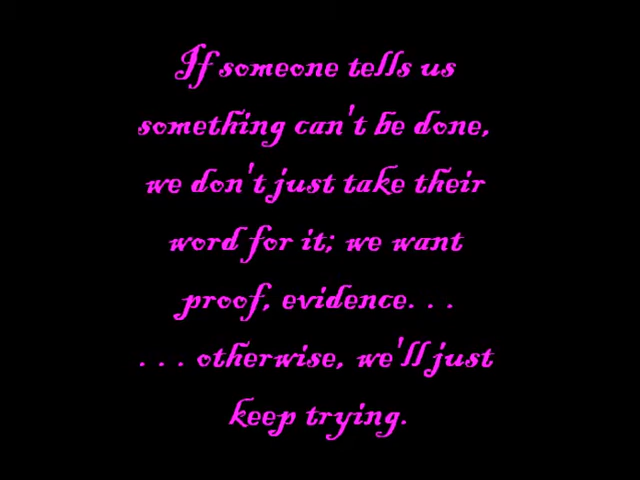 If someone tells us
something can't be done,
we don't just take their
word for it; we want
proof, evidence. . .
. . . otherwise, we'll just
keep trying.